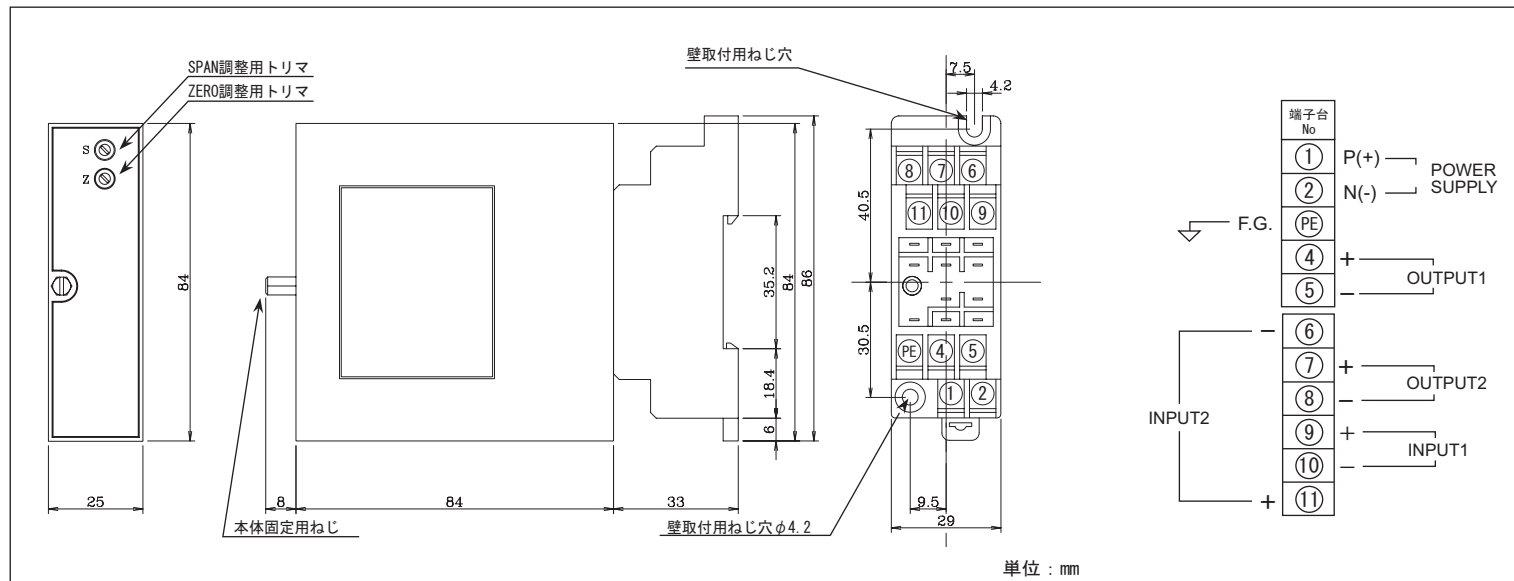 SPAN調整用トリマ
ZERO調整用トリマ
S
Z
84
25
8
84
33
本体固定用ねじ
35.2
84
86
18.4
6
壁取付用ねじ穴
7.5
4.2
40.5
30.5
8 7 6
11 10 9
PE 4 5
1 2
9.5
29
壁取付用ねじ穴φ4.2
単位：mm
端子台
No
① P(+)
② N(-)
POWER
SUPPLY
F.G. PE
④ +
⑤ −
OUTPUT1
− ⑥
⑦ +
⑧ −
OUTPUT2
INPUT2
⑨ +
⑩ −
INPUT1
+ ⑪